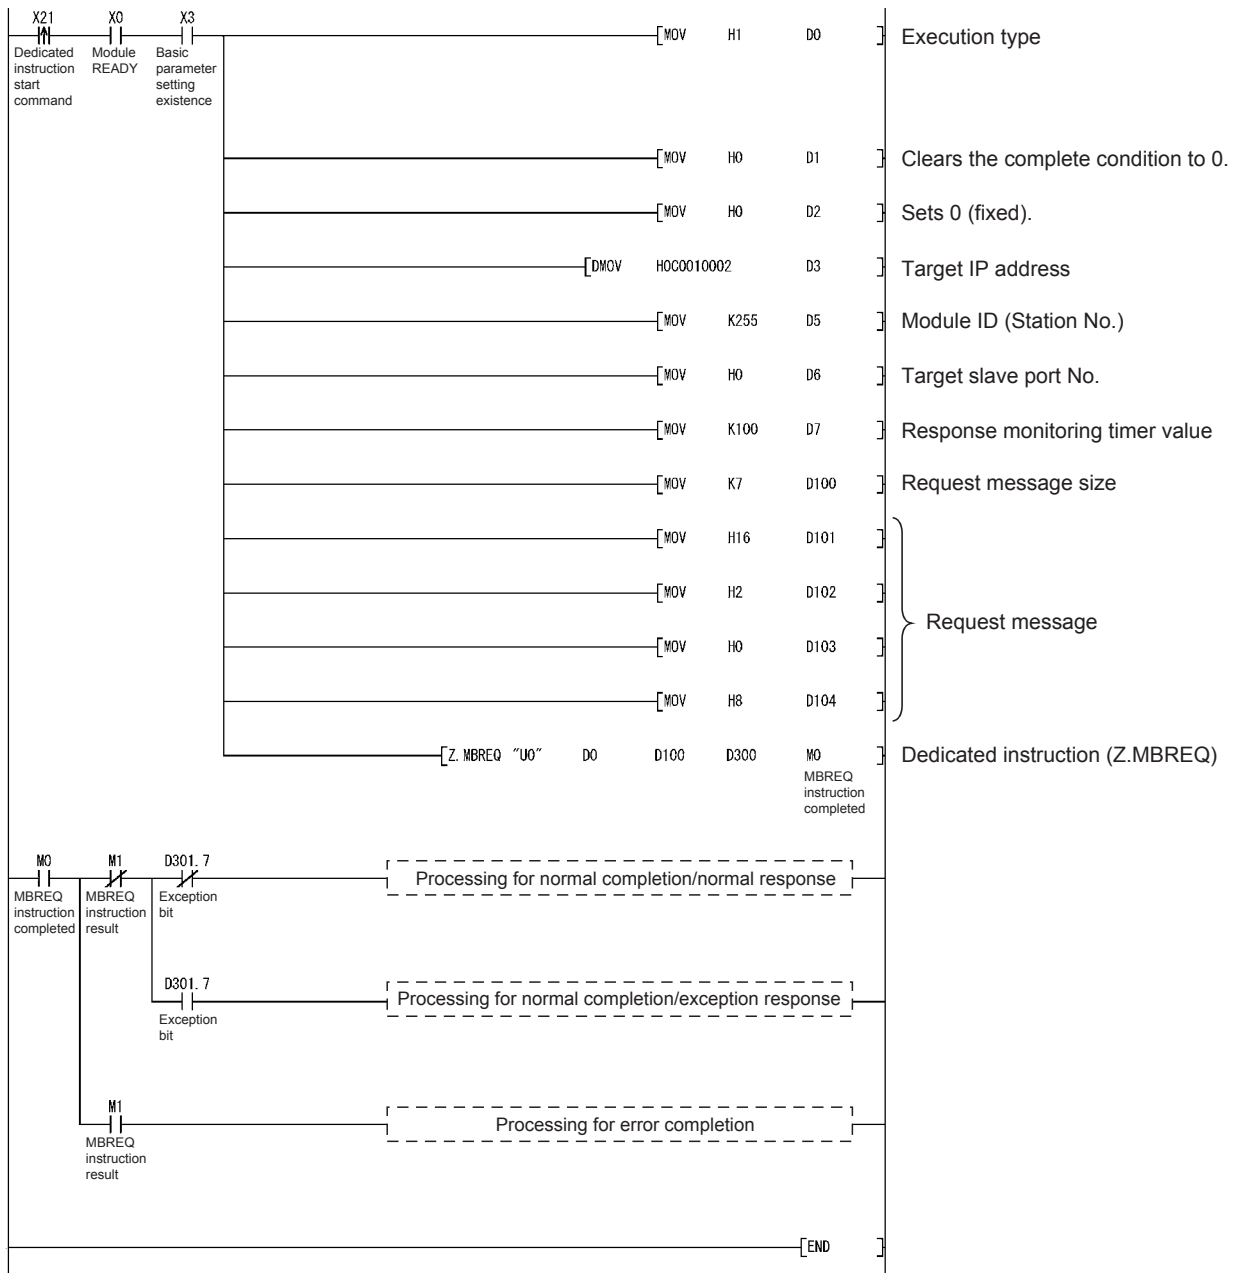 X21 X0 X3
MOV H1 D0 Execution type
Dedicated instruction start command
Module READY
Basic parameter setting existence
MOV H0 D1 Clears the complete condition to 0.
MOV H0 D2 Sets 0 (fixed).
DMOV H0C0010002 D3 Target IP address
MOV K255 D5 Module ID (Station No.)
MOV H0 D6 Target slave port No.
MOV K100 D7 Response monitoring timer value
MOV K7 D100 Request message size
MOV H16 D101
MOV H2 D102
Request message
MOV H0 D103
MOV H8 D104
Z.MBREQ "U0" D0 D100 D300 M0 Dedicated instruction (Z.MBREQ)
MBREQ instruction completed
M0 M1 D301.7
Processing for normal completion/normal response
MBREQ instruction completed
MBREQ instruction result
Exception bit
D301.7
Processing for normal completion/exception response
Exception bit
M1
Processing for error completion
MBREQ instruction result
END